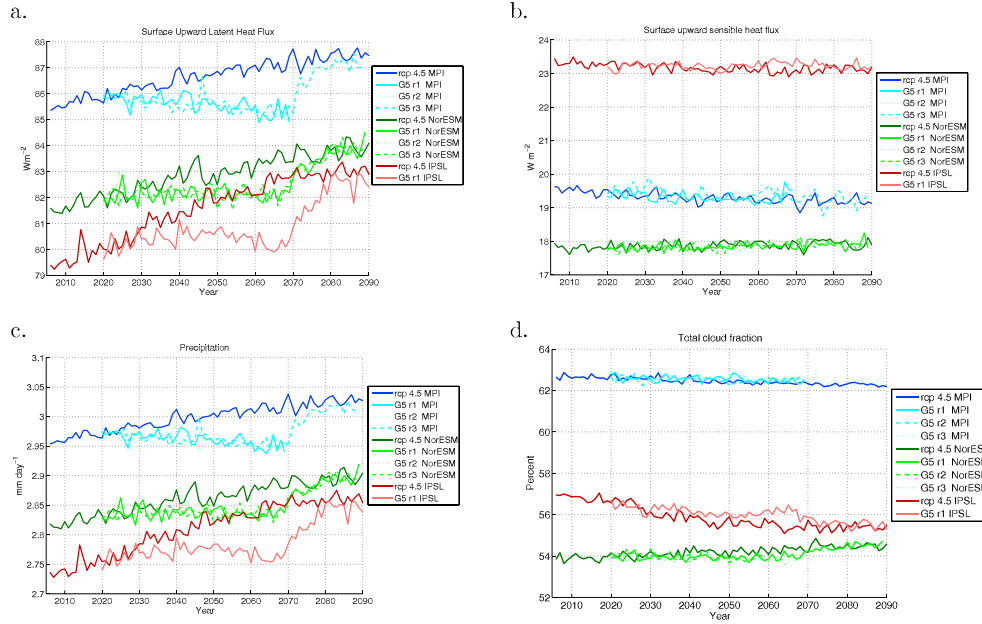 a.
Surface Upward Latent Heat Flux
88
87
86
85
84
83
82
81
80
79
Wm−2
2010 2020 2030 2040 2050 2060 2070 2080 2090
Year
rcp 4.5 MPI
G5 r1 MPI
G5 r2 MPI
G5 r3 MPI
rcp 4.5 NorESM
G5 r1 NorESM
G5 r2 NorESM
G5 r3 NorESM
rcp 4.5 IPSL
G5 r1 IPSL
b.
Surface upward sensible heat flux
24
23
22
21
20
19
18
17
W m−2
2010 2020 2030 2040 2050 2060 2070 2080 2090
Year
rcp 4.5 MPI
G5 r1 MPI
G5 r2 MPI
G5 r3 MPI
rcp 4.5 NorESM
G5 r1 NorESM
G5 r2 NorESM
G5 r3 NorESM
rcp 4.5 IPSL
G5 r1 IPSL
c.
Precipitation
3.1
3.05
3
2.95
2.9
2.85
2.8
2.75
2.7
mm day−1
2010 2020 2030 2040 2050 2060 2070 2080 2090
Year
rcp 4.5 MPI
G5 r1 MPI
G5 r2 MPI
G5 r3 MPI
rcp 4.5 NorESM
G5 r1 NorESM
G5 r2 NorESM
G5 r3 NorESM
rcp 4.5 IPSL
G5 r1 IPSL
d.
Total cloud fraction
64
62
60
58
56
54
52
Percent
2010 2020 2030 2040 2050 2060 2070 2080 2090
Year
rcp 4.5 MPI
G5 r1 MPI
G5 r2 MPI
G5 r3 MPI
rcp 4.5 NorES
G5 r1 NorESM
G5 r2 NorESM
G5 r3 NorESM
rcp 4.5 IPSL
G5 r1 IPSL